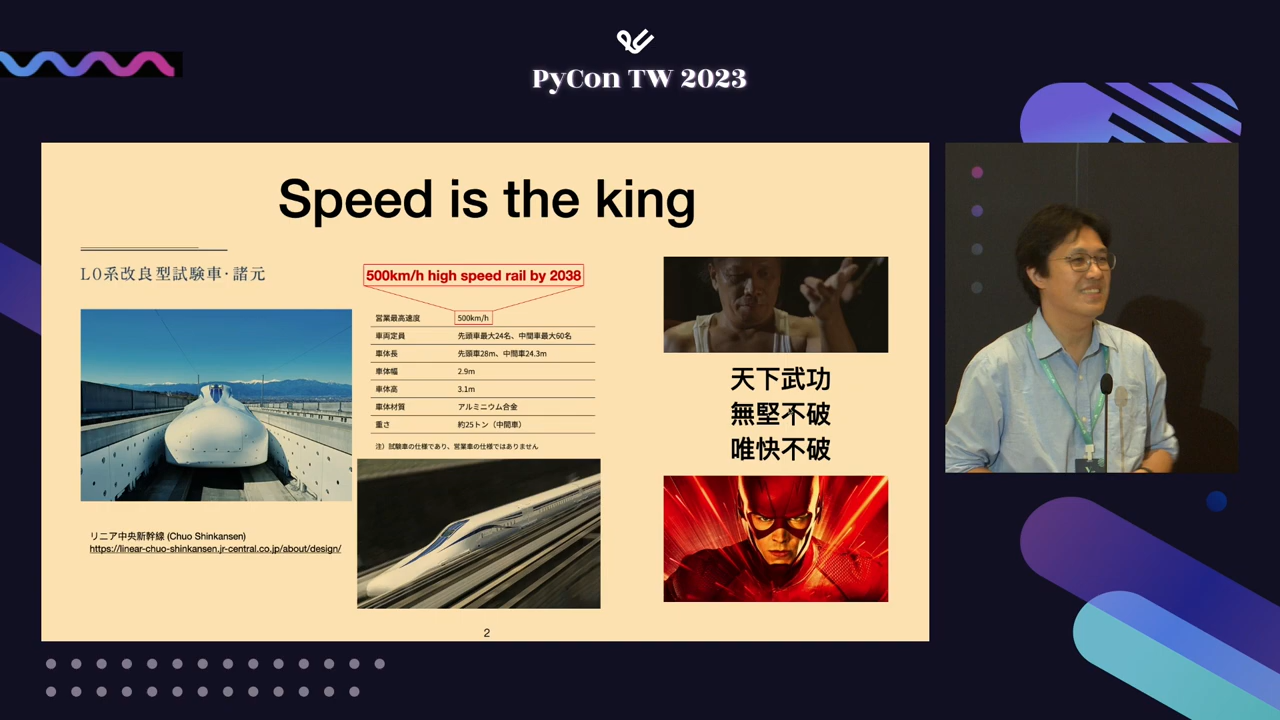 PyCon TW 2023
Speed is the king
L0系改良型試験車・諸元
500km/h high speed rail by 2038
営業最高速度 500km/h
車両定員 先頭車最大24名、中間車最大60名
車体長 先頭車28m、中間車24.3m
車体幅 2.9m
車体高 3.1m
車体材質 アルミニウム合金
重さ 約25トン（中間車）
注）試験車の仕様であり、営業車の仕様ではありません
リニア中央新幹線 (Chuo Shinkansen)
https://linear-chuo-shinkansen.jr-central.co.jp/about/design/
天下武功
無堅不破
唯快不破
2